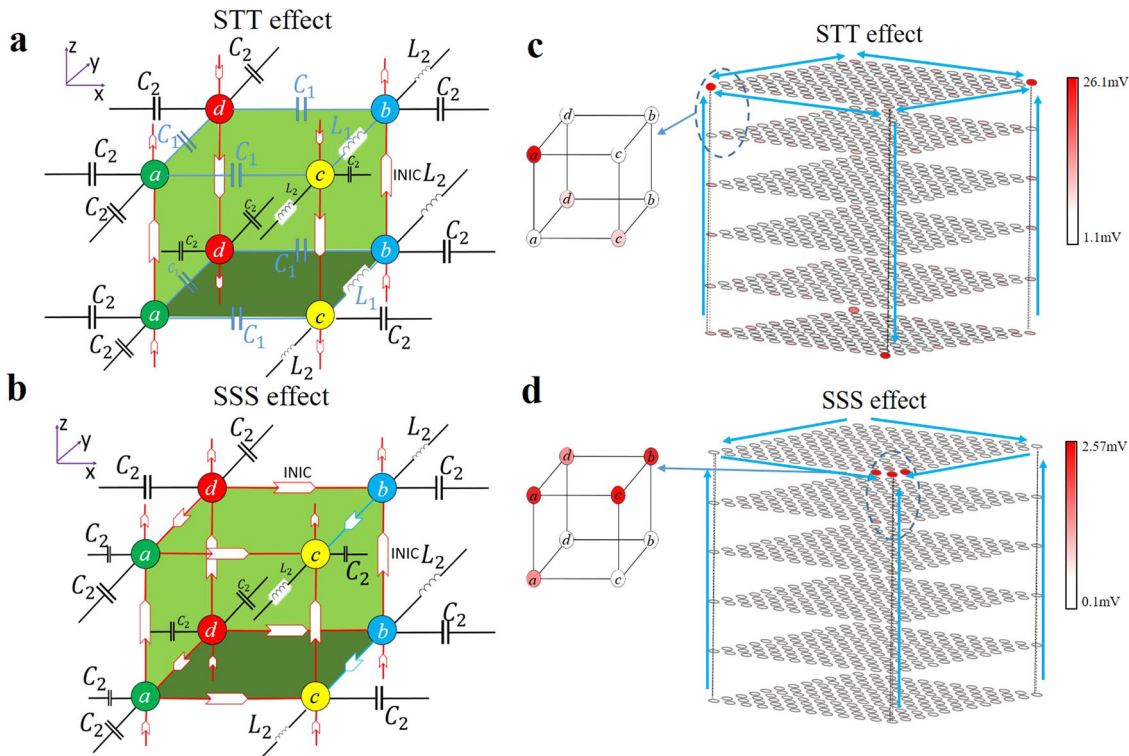 STT effect
a
z
y
x
C₂
L₂
C₂
C₁
C₂
d
b
C₁
L₁
C₂
C₁
C₂
a
c
INIC
L₂
C₂
L₂
C₂
C₂
d
C₁
b
C₂
C₁
L₁
C₂
a
C₁
c
C₂
C₂
L₂
SSS effect
b
z
y
x
C₂
L₂
C₂
INIC
C₂
d
b
C₂
a
c
C₂
INIC
L₂
C₂
L₂
C₂
C₂
d
b
C₂
C₂
a
c
C₂
C₂
L₂
STT effect
c
26.1mV
1.1mV
d
b
a
c
d
b
a
c
SSS effect
d
2.57mV
0.1mV
d
b
a
c
d
b
a
c